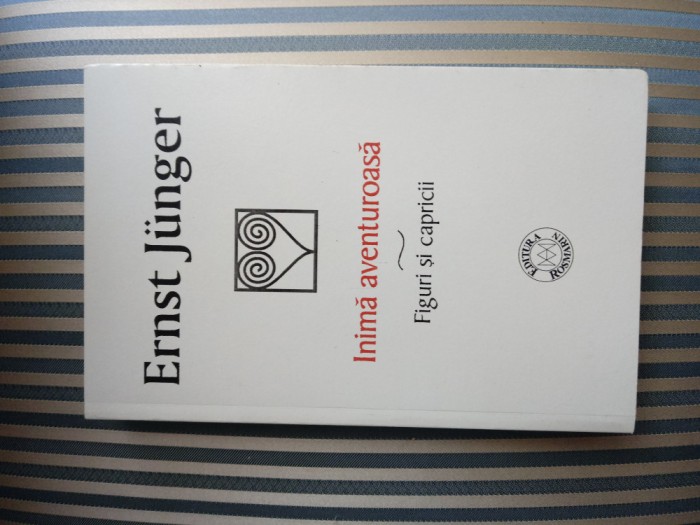 Ernst Jünger
Inimă aventuroasă
Figuri și capricii
EDITURA
ROSMARIN